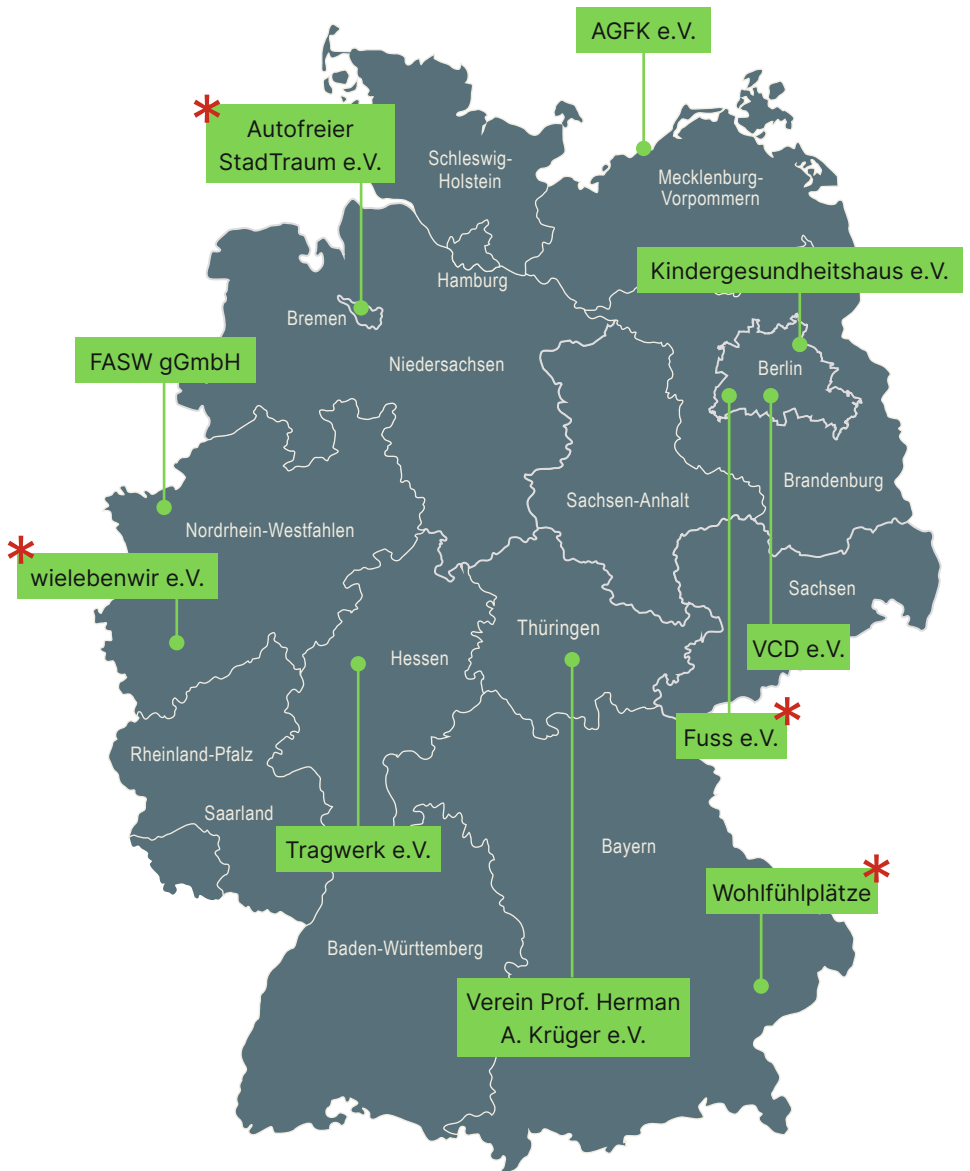 AGFK e.V.
*
Autofreier
StadTraum e.V.
Schleswig-
Holstein
Mecklenburg-
Vorpommern
Kindergesundheitshaus e.V.
Hamburg
Bremen
FASW gGmbH
Niedersachsen
Berlin
Brandenburg
Sachsen-Anhalt
Nordrhein-Westfahlen
*
wielebenwir e.V.
Sachsen
Thüringen
Hessen
VCD e.V.
*
Fuss e.V.
Rheinland-Pfalz
Saarland
Tragwerk e.V.
Bayern
*
Wohlfühlplätze
Baden-Württemberg
Verein Prof. Herman
A. Krüger e.V.